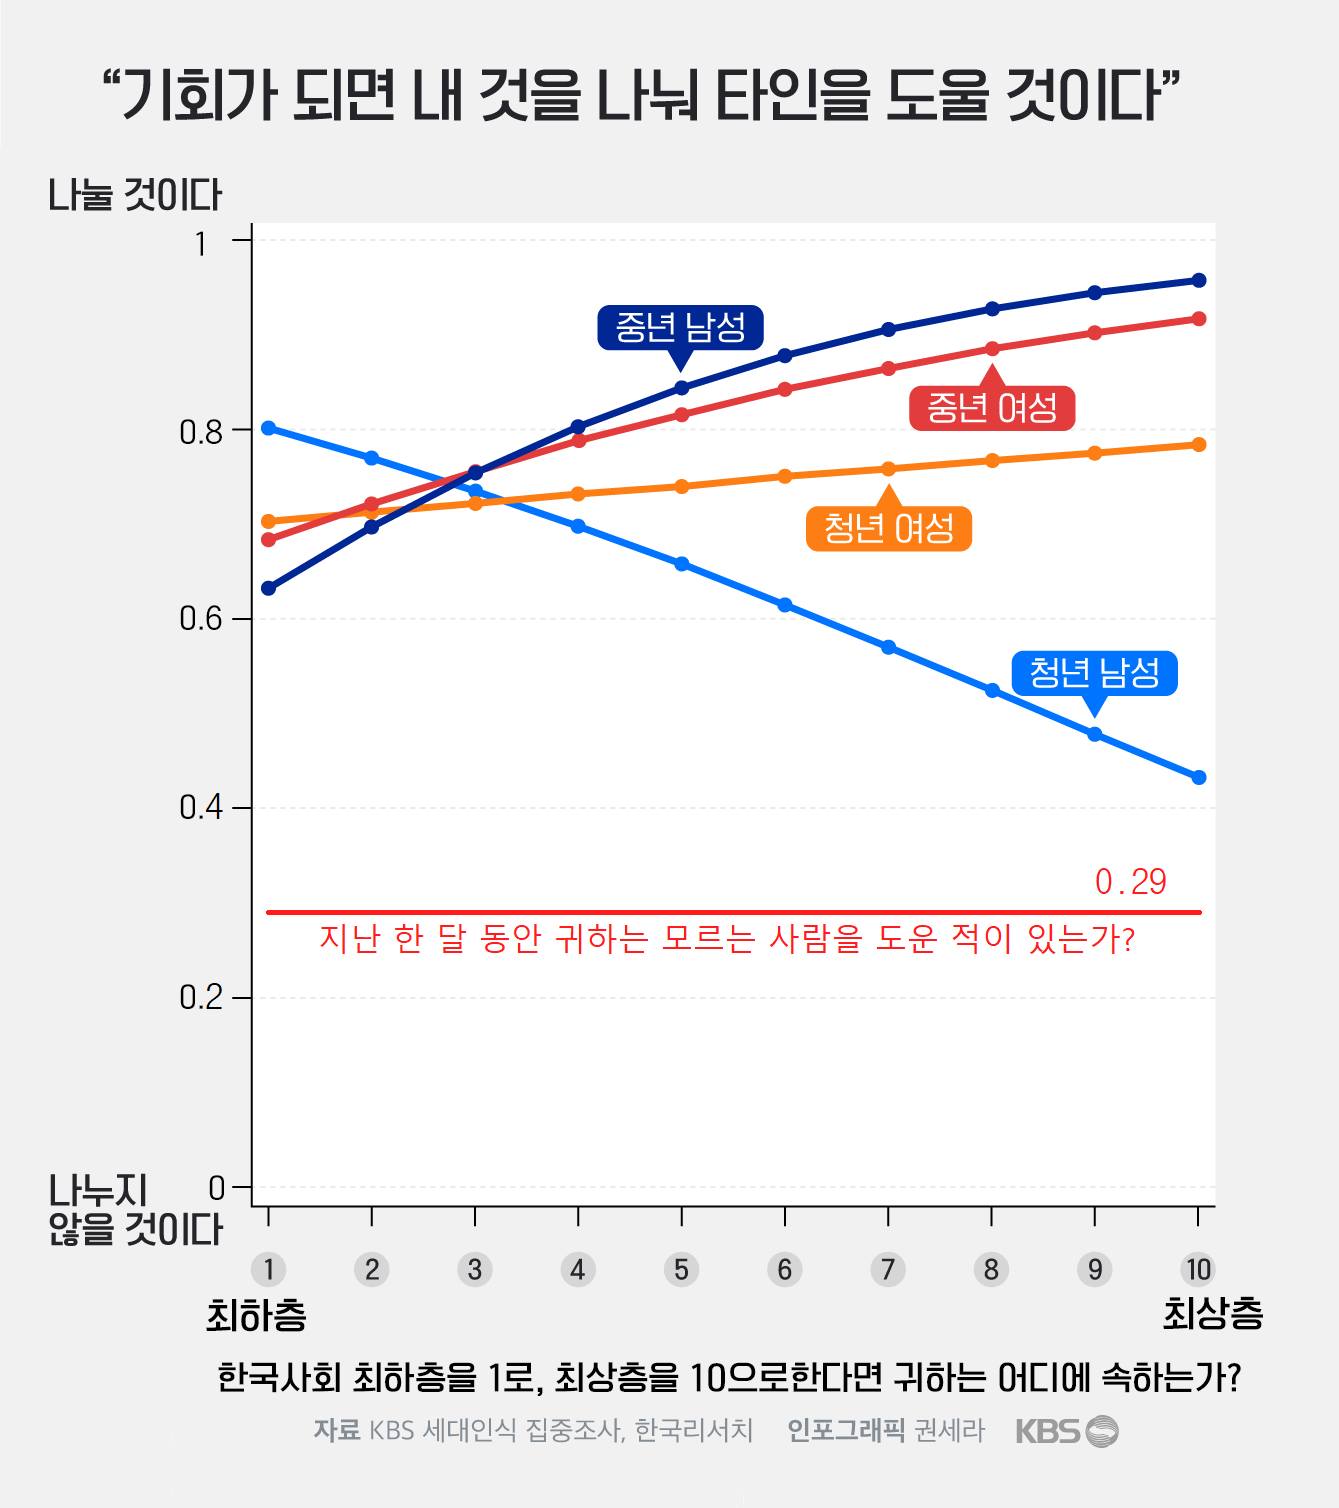 “기회가 되면 내 것을 나눠 타인을 도울 것이다”
나눌 것이다
1
중년 남성
중년 여성
0.8
청년 여성
0.6
청년 남성
0.4
0.29
지난 한 달 동안 귀하는 모르는 사람을 도운 적이 있는가?
0.2
나누지
않을 것이다
0
1 2 3 4 5 6 7 8 9 10
최하층 최상층
한국사회 최하층을 1로, 최상층을 10으로한다면 귀하는 어디에 속하는가?
자료 KBS 세대인식 집중조사, 한국리서치 인포그래픽 권세라 KBS